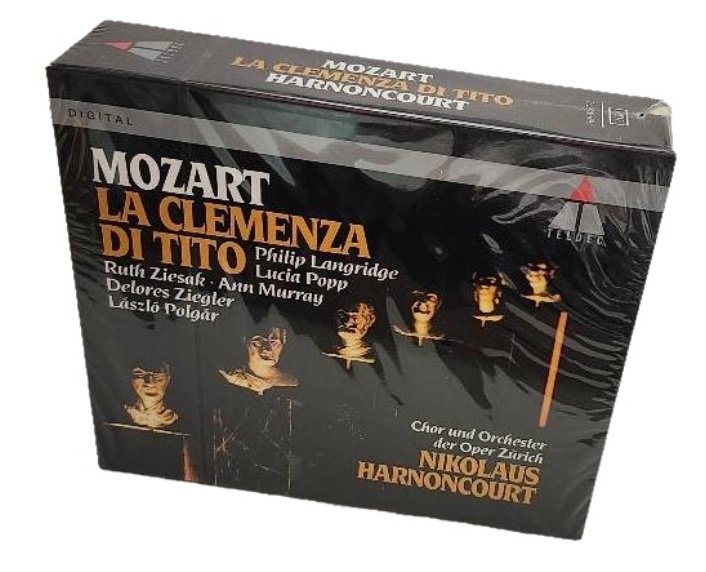 TELDEC
MOZART
LA CLEMENZA DI TITO
HARNONCOURT
DIGITAL
MOZART
LA CLEMENZA
DI TITO
Philip Langridge
Lucia Popp
Ruth Ziesak · Ann Murray
Delores Ziegler
László Polgár
TELDEC
Chor und Orchester
der Oper Zürich
NIKOLAUS
HARNONCOURT